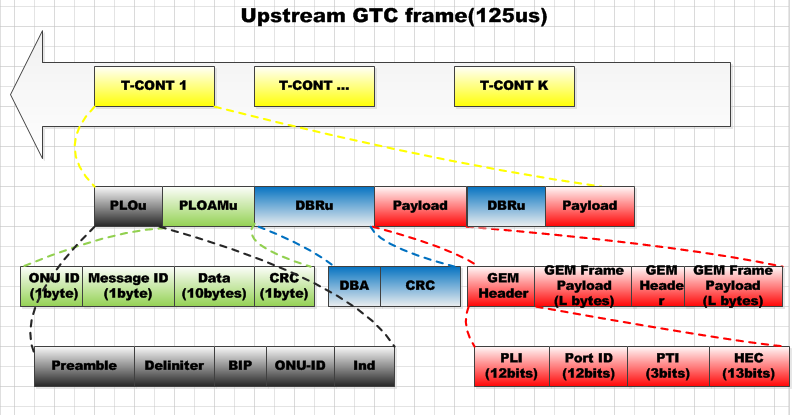 Upstream GTC frame(125us)
T-CONT 1
T-CONT ...
T-CONT K
PLOu
PLOAMu
DBRu
Payload
DBRu
Payload
ONU ID
(1byte)
Message ID
(1byte)
Data
(10bytes)
CRC
(1byte)
DBA
CRC
GEM
Header
GEM Frame
Payload
(L bytes)
GEM
Heade
r
GEM Frame
Payload
(L bytes)
Preamble
Deliniter
BIP
ONU-ID
Ind
PLI
(12bits)
Port ID
(12bits)
PTI
(3bits)
HEC
(13bits)